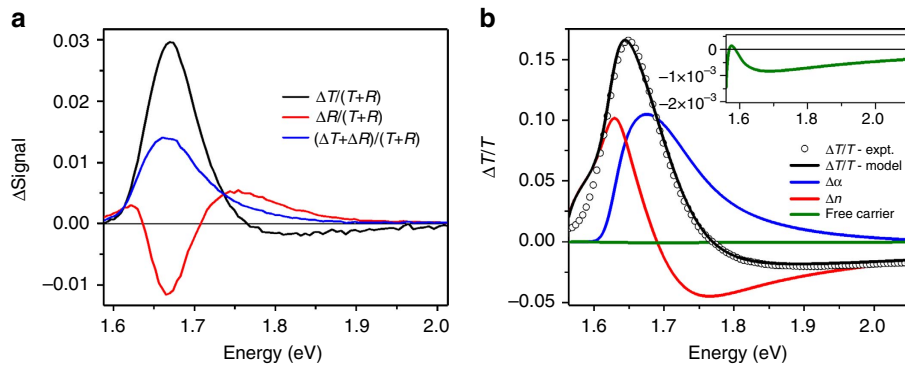 a
0.03
0.02
0.01
0.00
−0.01
ΔSignal
ΔT/(T+R)
ΔR/(T+R)
(ΔT+ΔR)/(T+R)
1.6 1.7 1.8 1.9 2.0
Energy (eV)
b
0.15
0.10
0.05
0.00
−0.05
ΔT/T
0
−1×10⁻³
−2×10⁻³
1.6 1.8 2.0
ΔT/T - expt.
ΔT/T - model
Δα
Δn
Free carrier
1.6 1.7 1.8 1.9 2.0
Energy (eV)